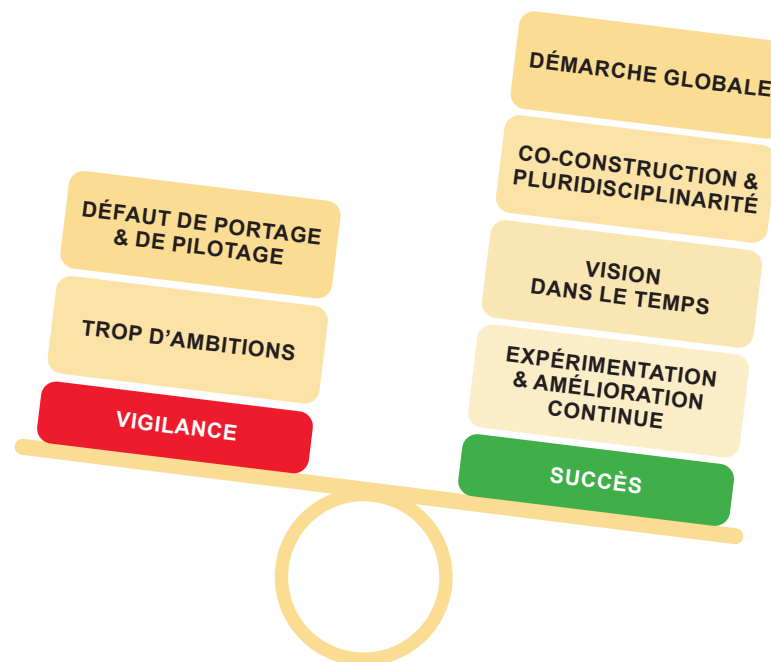 DÉFAUT DE PORTAGE
& DE PILOTAGE
TROP D’AMBITIONS
VIGILANCE
DÉMARCHE GLOBALE
CO-CONSTRUCTION &
PLURIDISCIPLINARITÉ
VISION
DANS LE TEMPS
EXPÉRIMENTATION
& AMÉLIORATION
CONTINUE
SUCCÈS